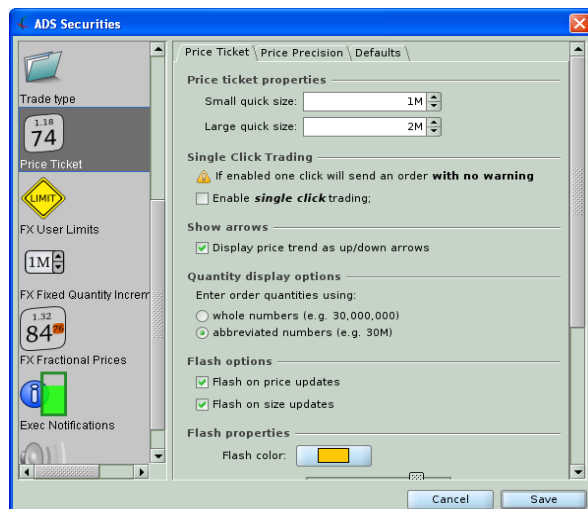 ADS Securities
Trade type
1.18
74
Price Ticket
LIMIT
FX User Limits
1M
FX Fixed Quantity Increm
1.32
84 76
FX Fractional Prices
Exec Notifications
Price Ticket Price Precision Defaults
Price ticket properties
Small quick size: 1M
Large quick size: 2M
Single Click Trading
If enabled one click will send an order with no warning
Enable single click trading;
Show arrows
Display price trend as up/down arrows
Quantity display options
Enter order quantities using:
whole numbers (e.g. 30,000,000)
abbreviated numbers (e.g. 30M)
Flash options
Flash on price updates
Flash on size updates
Flash properties
Flash color:
Cancel Save